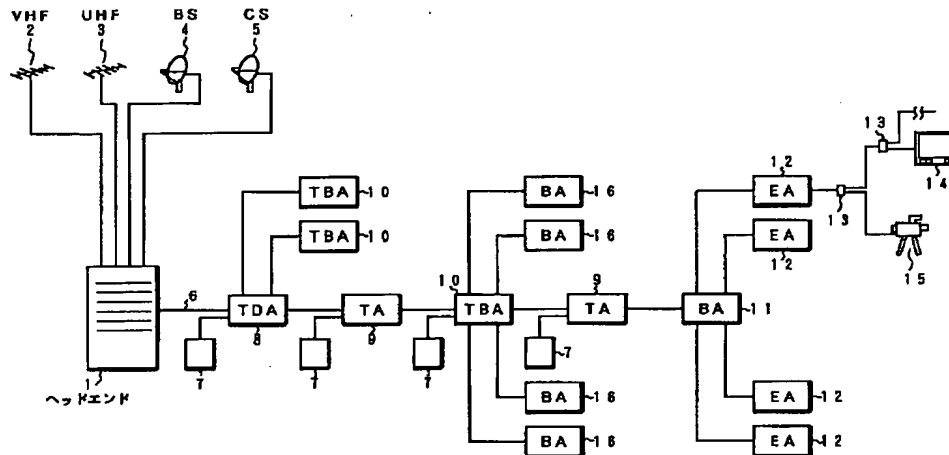 VHF UHF BS CS
2 3 4 5
12
13
13
EA
14
TBA 10
BA 16
TBA 10
BA 16
EA
12
15
6
10
9
TDA
TA
TBA
TA
BA 11
8
9
7
7
7
7
1
ヘッドエンド
BA 16
EA 12
BA 16
EA 12